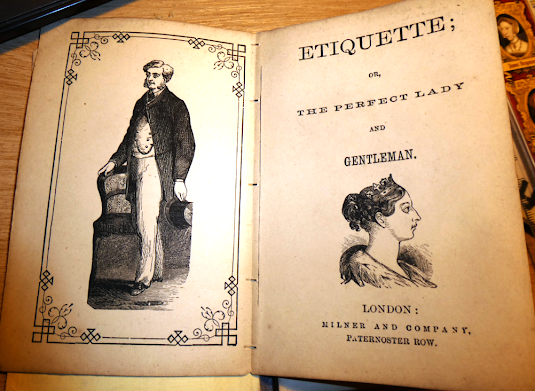 ETIQUETTE;
OR,
THE PERFECT LADY
AND
GENTLEMAN.
LONDON:
MILNER AND COMPANY,
PATERNOSTER ROW.